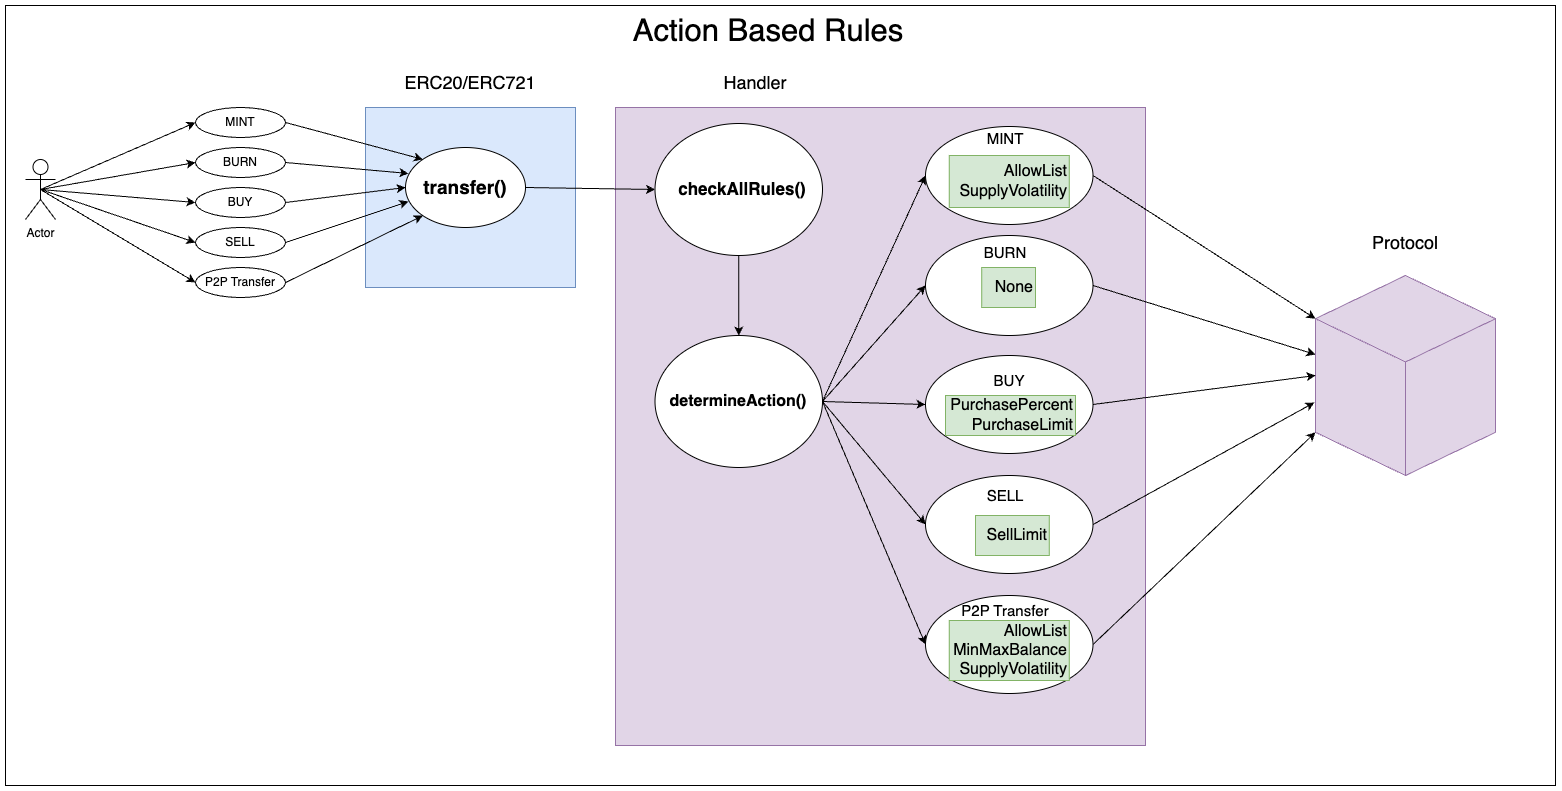 Action Based Rules
ERC20/ERC721
Handler
MINT
BURN
BUY
SELL
P2P Transfer
Actor
transfer()
checkAllRules()
determineAction()
MINT
AllowList
SupplyVolatility
BURN
None
BUY
PurchasePercent
PurchaseLimit
SELL
SellLimit
P2P Transfer
AllowList
MinMaxBalance
SupplyVolatility
Protocol